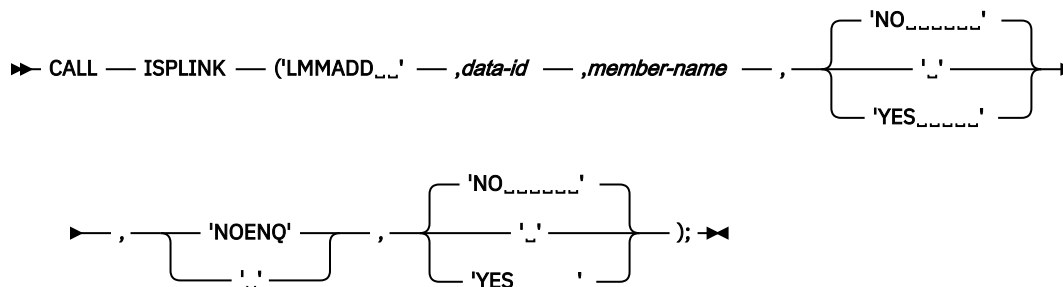 'NO␣␣␣␣␣␣'
CALL ISPLINK ('LMMADD␣␣' ,data-id ,member-name , '␣'
'YES␣␣␣␣␣'
'NO␣␣␣␣␣␣'
, 'NOENQ' , '␣' );
'␣' 'YES '